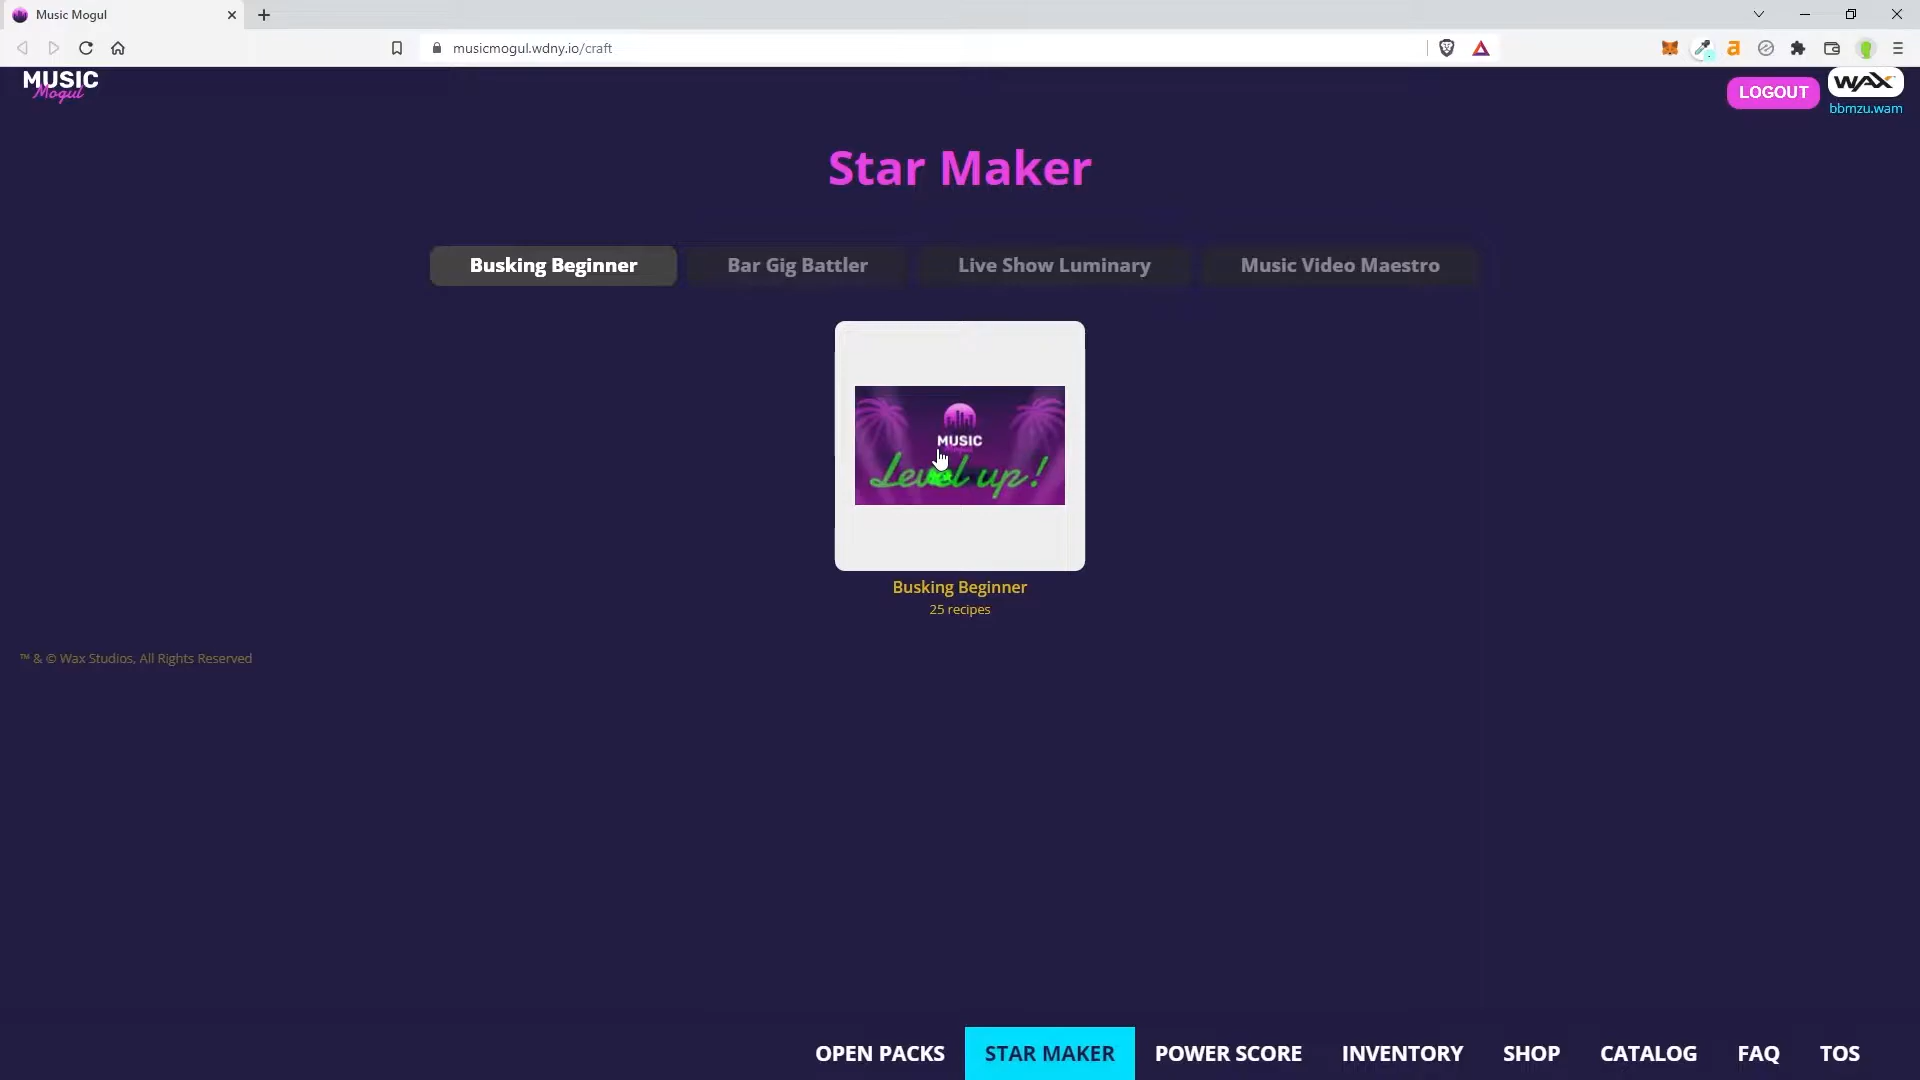 Music Mogul
musicmogul.wdny.io/craft
MUSIC
Mogul
LOGOUT
WAX
bbmzu.wam
Star Maker
Busking Beginner
Bar Gig Battler
Live Show Luminary
Music Video Maestro
MUSIC
Level up!
Busking Beginner
25 recipes
™ & © Wax Studios, All Rights Reserved
OPEN PACKS
STAR MAKER
POWER SCORE
INVENTORY
SHOP
CATALOG
FAQ
TOS